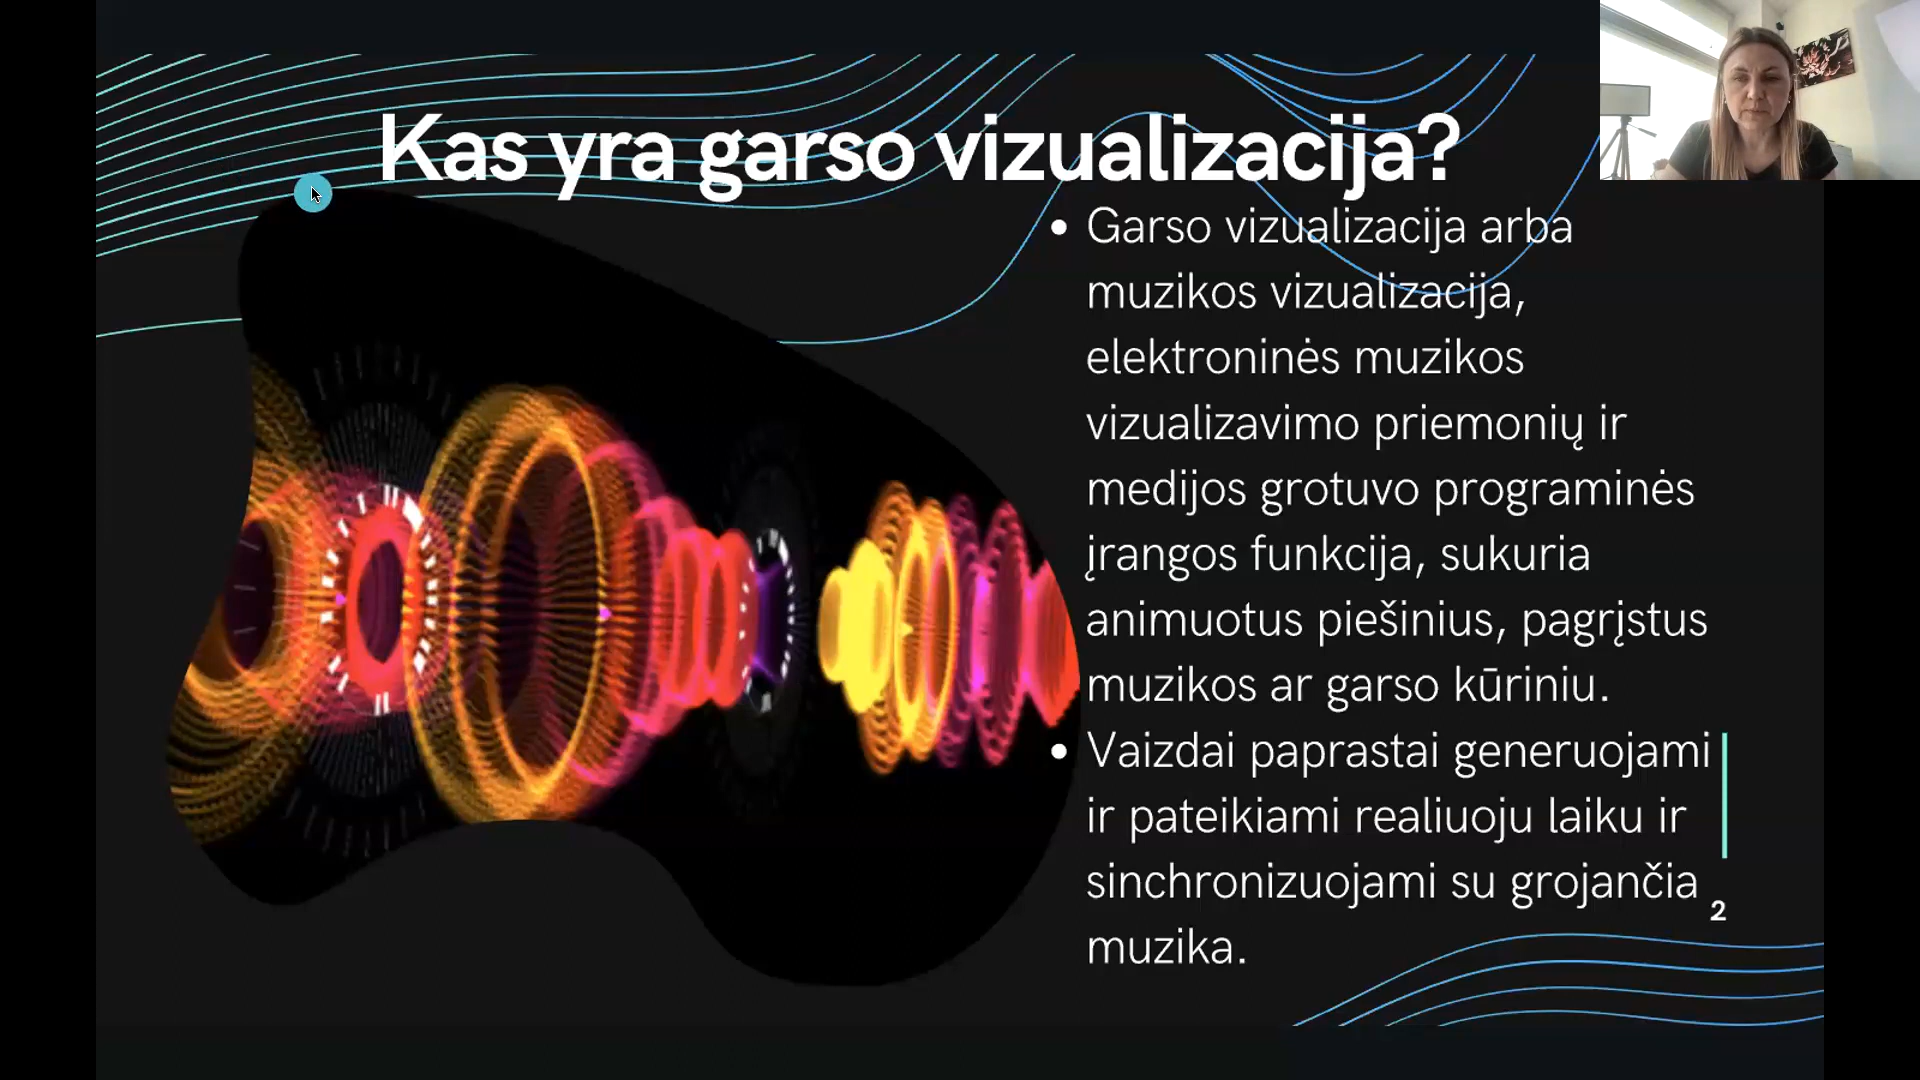 Kas yra garso vizualizacija?
• Garso vizualizacija arba
muzikos vizualizacija,
elektroninės muzikos
vizualizavimo priemonių ir
medijos grotuvo programinės
įrangos funkcija, sukuria
animuotus piešinius, pagrįstus
muzikos ar garso kūriniu.
• Vaizdai paprastai generuojami
ir pateikiami realiuoju laiku ir
sinchronizuojami su grojančia
muzika.
2